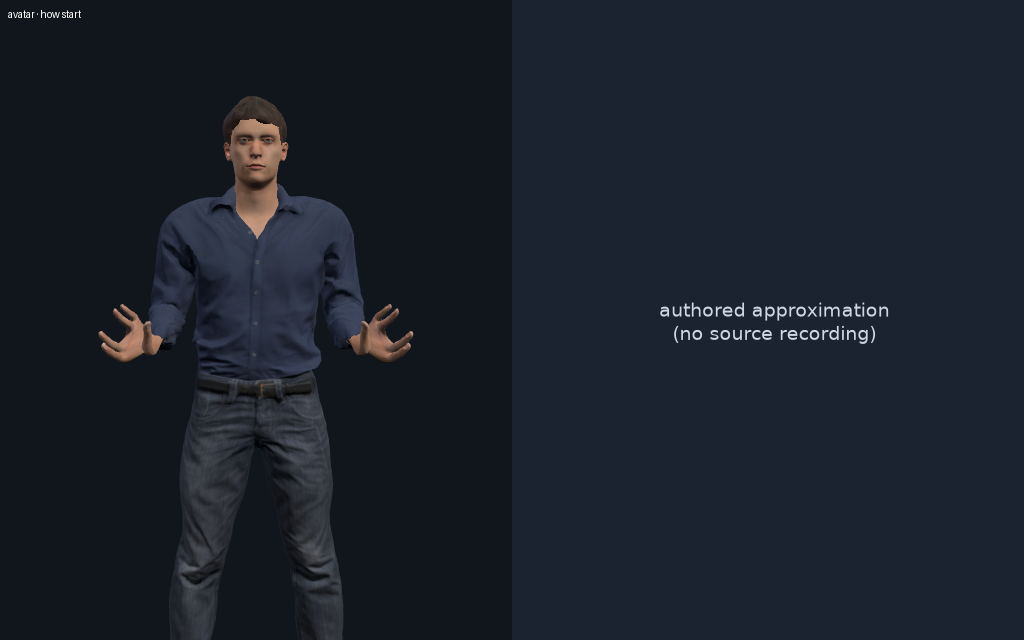 avatar · how start
authored approximation
(no source recording)